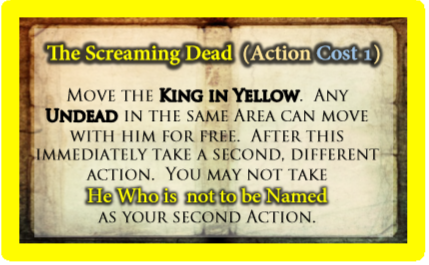 The Screaming Dead (Action Cost 1)
Move the King in Yellow. Any
Undead in the same Area can move
with him for free. After this
immediately take a second, different
action. You may not take
He Who is not to be Named
as your second Action.